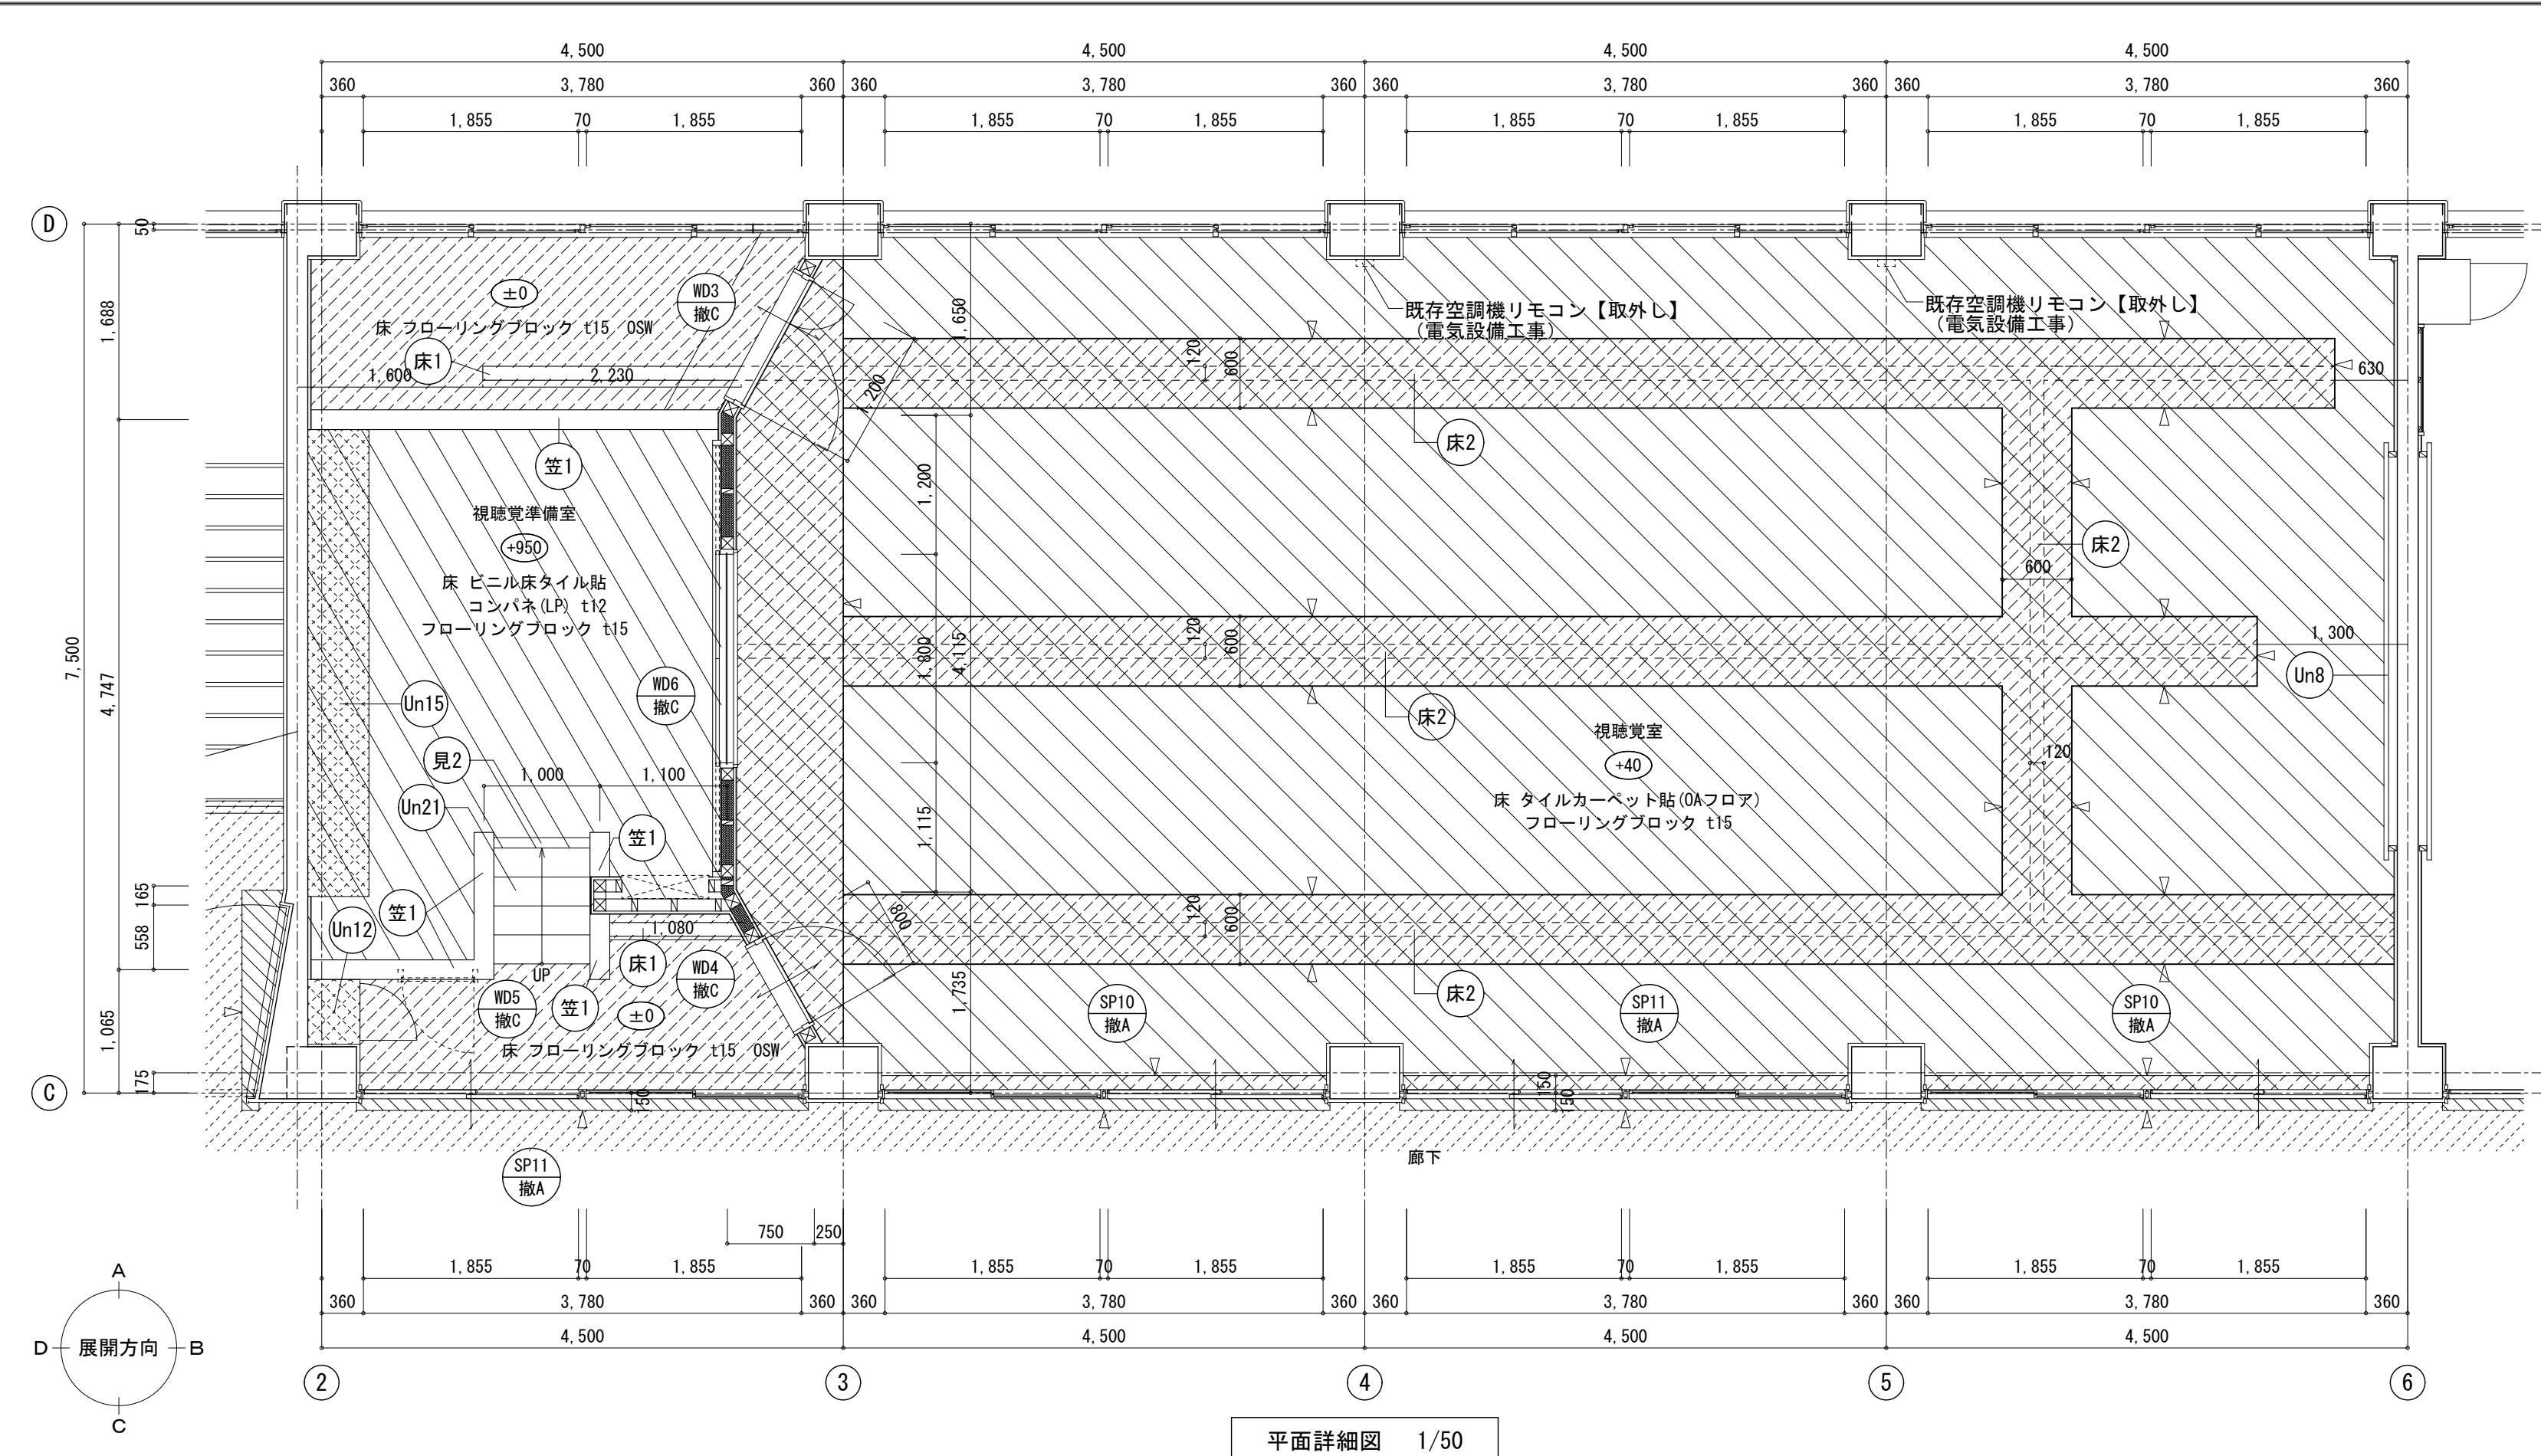 4,500 4,500 4,500 4,500
360 3,780 360 360 3,780 360 360 3,780 360 360 3,780 360
1,855 70 1,855 1,855 70 1,855 1,855 70 1,855 1,855 70 1,855
D
50
1,688
7,500
4,747
165
558
1,065
175
C
±0
床 フローリングブロック t15 OSW
床1
1,600
2,230
WD3
撤C
1,200
1,650
既存空調機リモコン【取外し】
(電気設備工事)
既存空調機リモコン【取外し】
(電気設備工事)
120
600
630
床2
笠1
視聴覚準備室
+950
床 ビニル床タイル貼
コンパネ(LP) t12
フローリングブロック t15
1,200
床2
600
1,800
4,115
120
600
1,300
Un8
Un15
WD6
撤C
床2
視聴覚室
+40
床 タイルカーペット貼(OAフロア)
フローリングブロック t15
120
見2
1,000
1,100
Un21
笠1
1,115
笠1
Un12
800
120
600
1,080
床1
UP
WD4
撤C
WD5
撤C
笠1
±0
床 フローリングブロック t15 OSW
1,735
床2
SP10
撤A
SP11
撤A
SP10
撤A
150
150
50
廊下
SP11
撤A
750 250
1,855 70 1,855 1,855 70 1,855 1,855 70 1,855 1,855 70 1,855
360 3,780 360 360 3,780 360 360 3,780 360 360 3,780 360
4,500 4,500 4,500 4,500
2 3 4 5 6
A
D 展開方向 B
C
平面詳細図 1/50